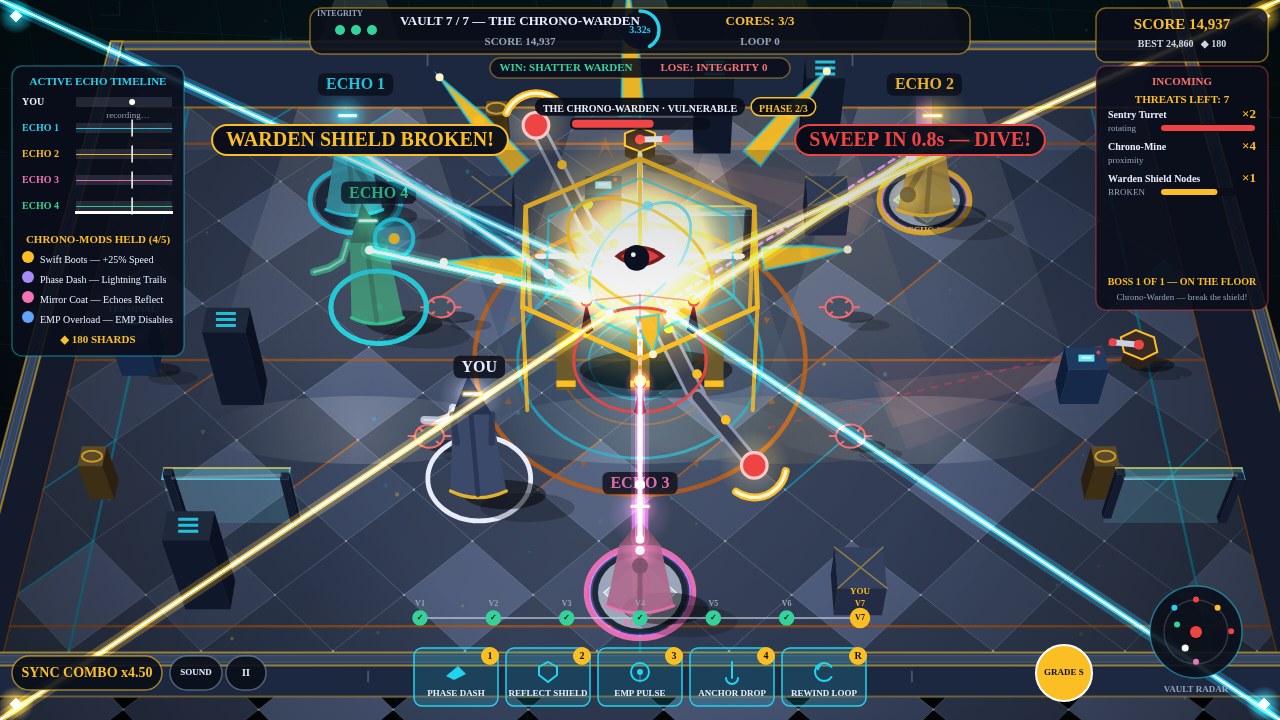 INTEGRITY
VAULT 7 / 7 — THE CHRONO-WARDEN
3.32s
CORES: 3/3
SCORE 14,937
LOOP 0
WIN: SHATTER WARDEN
LOSE: INTEGRITY 0
SCORE 14,937
BEST 24,860 ◆ 180
ACTIVE ECHO TIMELINE
YOU
recording…
ECHO 1
ECHO 2
ECHO 3
ECHO 4
CHRONO-MODS HELD (4/5)
Swift Boots — +25% Speed
Phase Dash — Lightning Trails
Mirror Coat — Echoes Reflect
EMP Overload — EMP Disables
◆ 180 SHARDS
INCOMING
THREATS LEFT: 7
Sentry Turret ×2
rotating
Chrono-Mine ×4
proximity
Warden Shield Nodes ×1
BROKEN
BOSS 1 OF 1 — ON THE FLOOR
Chrono-Warden — break the shield!
ECHO 1
ECHO 2
THE CHRONO-WARDEN · VULNERABLE
PHASE 2/3
WARDEN SHIELD BROKEN!
SWEEP IN 0.8s — DIVE!
ECHO 4
YOU
ECHO 3
YOU
V1
V2
V3
V4
V5
V6
V7
V7
SYNC COMBO x4.50
SOUND
II
1
PHASE DASH
2
REFLECT SHIELD
3
EMP PULSE
4
ANCHOR DROP
R
REWIND LOOP
GRADE S
VAULT RADAR